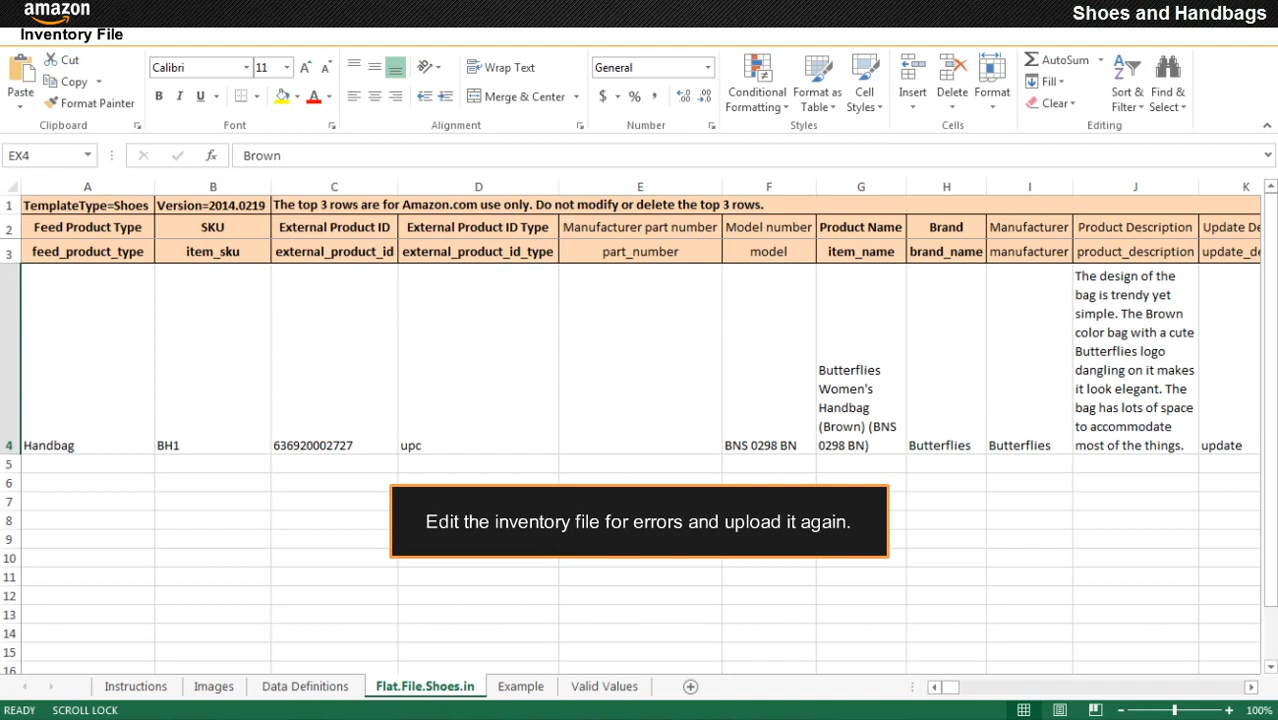 amazon
Shoes and Handbags
Inventory File
Paste
Cut
Copy
Format Painter
Clipboard
Calibri
11
A
A
B
I
U
A
Font
Wrap Text
Merge & Center
Alignment
General
$
%
,
Number
Conditional
Formatting
Format as
Table
Cell
Styles
Styles
Insert
Delete
Format
Cells
AutoSum
Fill
Clear
Sort &
Filter
Find &
Select
Editing
EX4
fx
Brown
A B C D E F G H I J K
1 TemplateType=Shoes Version=2014.0219 The top 3 rows are for Amazon.com use only. Do not modify or delete the top 3 rows.
2 Feed Product Type SKU External Product ID External Product ID Type Manufacturer part number Model number Product Name Brand Manufacturer Product Description Update De
3 feed_product_type item_sku external_product_id external_product_id_type part_number model item_name brand_name manufacturer product_description update_de
4
Handbag
BH1
636920002727
upc
BNS 0298 BN
Butterflies
Women's
Handbag
(Brown) (BNS
0298 BN)
Butterflies
Butterflies
The design of the
bag is trendy yet
simple. The Brown
color bag with a cute
Butterflies logo
dangling on it makes
it look elegant. The
bag has lots of space
to accommodate
most of the things.
update
5
6
7
8
9
10
11
12
13
14
15
16
Edit the inventory file for errors and upload it again.
Instructions Images Data Definitions Flat.File.Shoes.in Example Valid Values
READY SCROLL LOCK 100%